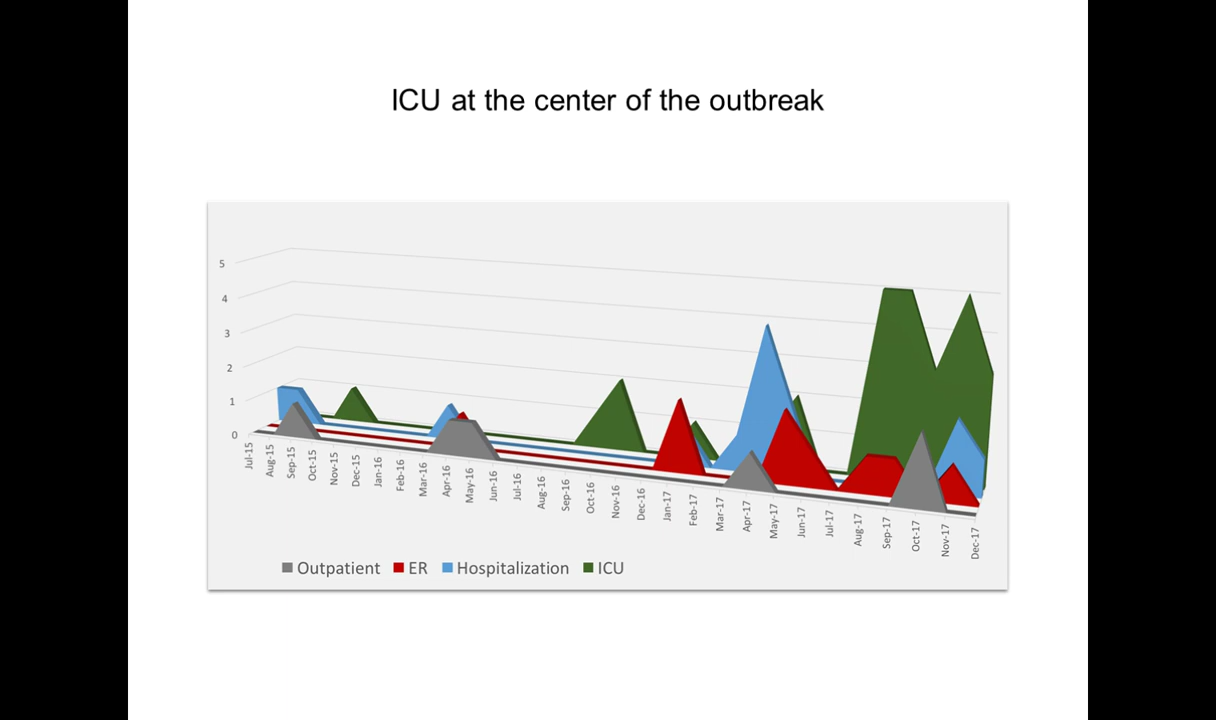 ICU at the center of the outbreak
5
4
3
2
1
0
Jul-15
Aug-15
Sep-15
Oct-15
Nov-15
Dec-15
Jan-16
Feb-16
Mar-16
Apr-16
May-16
Jun-16
Jul-16
Aug-16
Sep-16
Oct-16
Nov-16
Dec-16
Jan-17
Feb-17
Mar-17
Apr-17
May-17
Jun-17
Jul-17
Aug-17
Sep-17
Oct-17
Nov-17
Dec-17
Outpatient ER Hospitalization ICU